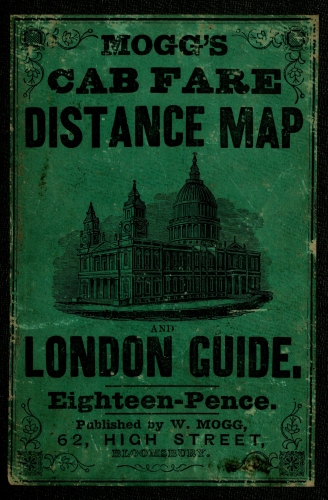 MOGG'S
CAB FARE
DISTANCE MAP
AND
LONDON GUIDE.
Eighteen-Pence.
Published by W. MOGG,
62, HIGH STREET,
BLOOMSBURY.